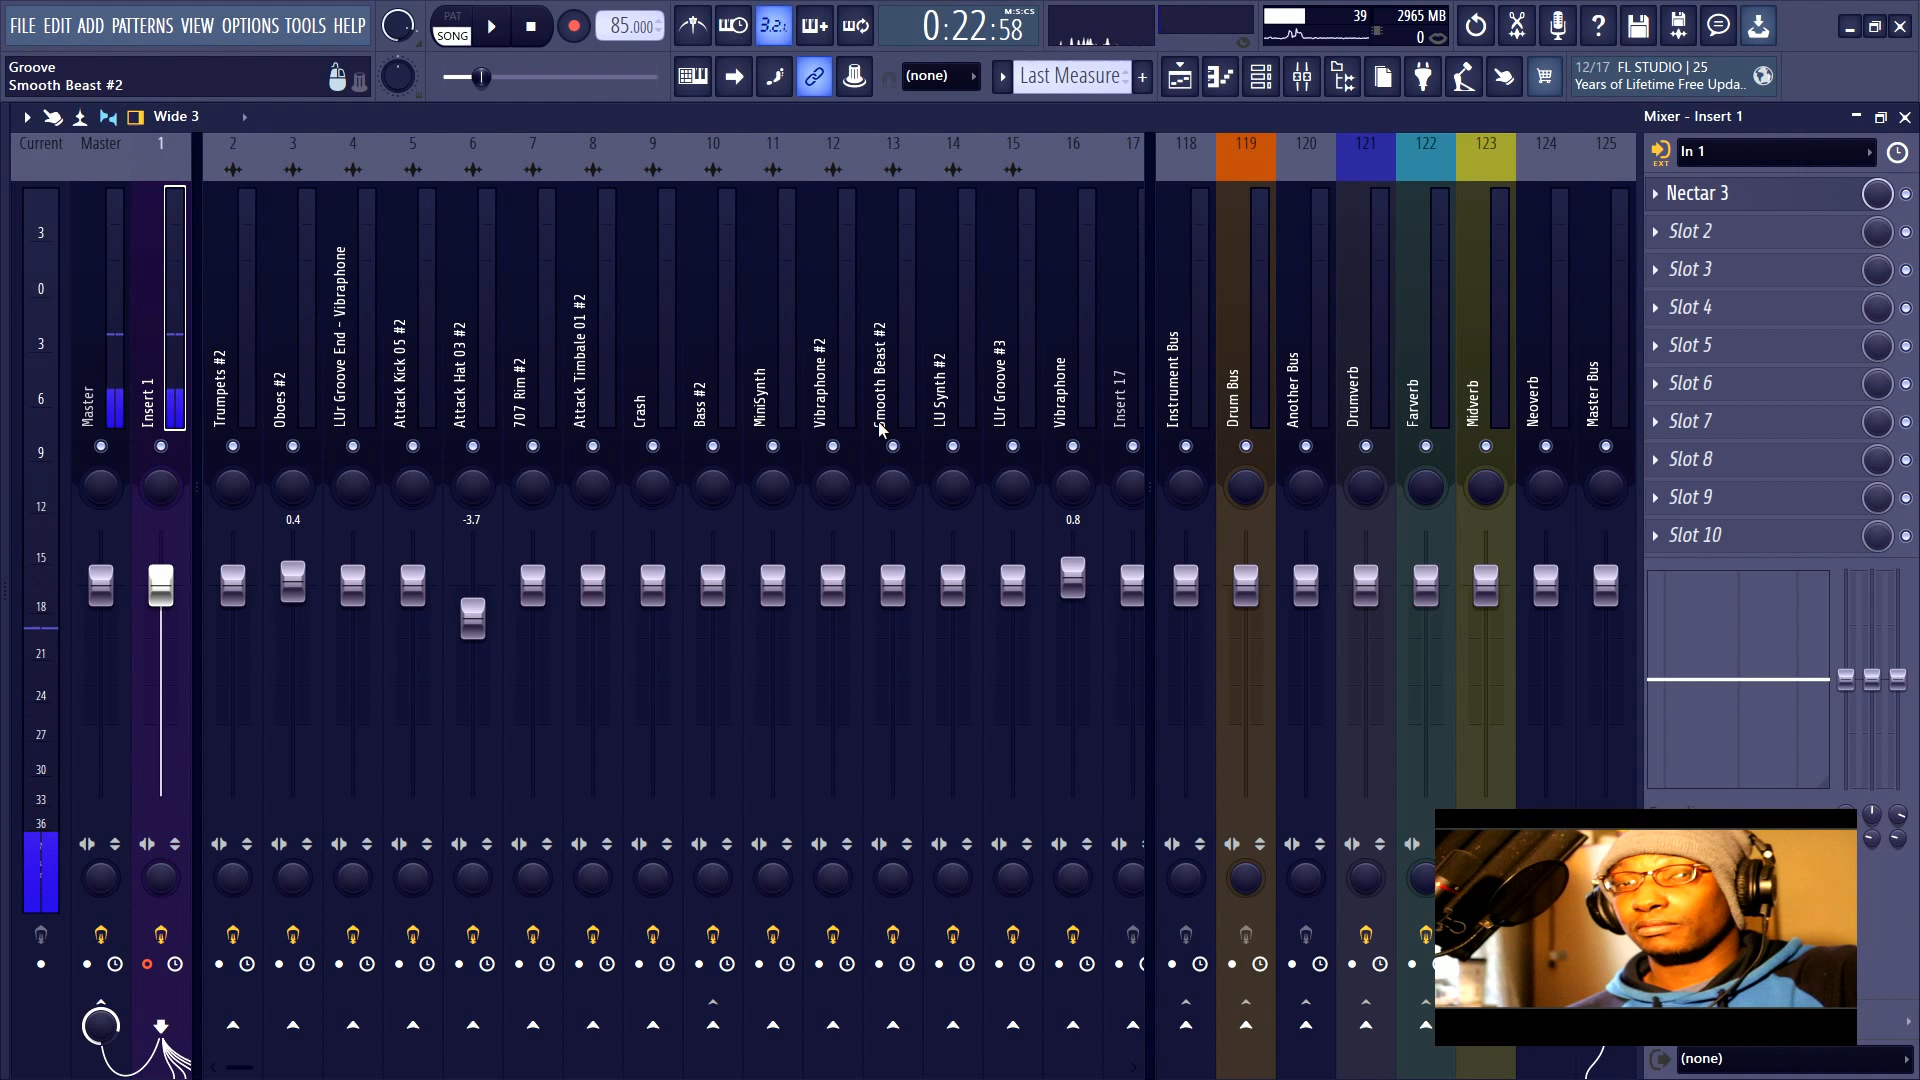 FILE EDIT ADD PATTERNS VIEW OPTIONS TOOLS HELP
PAT
SONG
85.000
3.2.
0:22:58
M:S:CS
39
2965 MB
0
Groove
Smooth Beast #2
(none)
Last Measure
12/17 FL STUDIO | 25
Years of Lifetime Free Upda..
Wide 3
Mixer - Insert 1
Current
Master
1
2
3
4
5
6
7
8
9
10
11
12
13
14
15
16
17
118
119
120
121
122
123
124
125
EXT
In 1
Nectar 3
Slot 2
Slot 3
Slot 4
Slot 5
Slot 6
Slot 7
Slot 8
Slot 9
Slot 10
3
0
3
6
9
12
15
18
21
24
27
30
33
36
Master
Insert 1
Trumpets #2
Oboes #2
LUr Groove End - Vibraphone
Attack Kick 05 #2
Attack Hat 03 #2
707 Rim #2
Attack Timbale 01 #2
Crash
Bass #2
MiniSynth
Vibraphone #2
Smooth Beast #2
LU Synth #2
LUr Groove #3
Vibraphone
Insert 17
Instrument Bus
Drum Bus
Another Bus
Drumverb
Farverb
Midverb
Neoverb
Master Bus
0.4
-3.7
0.8
(none)